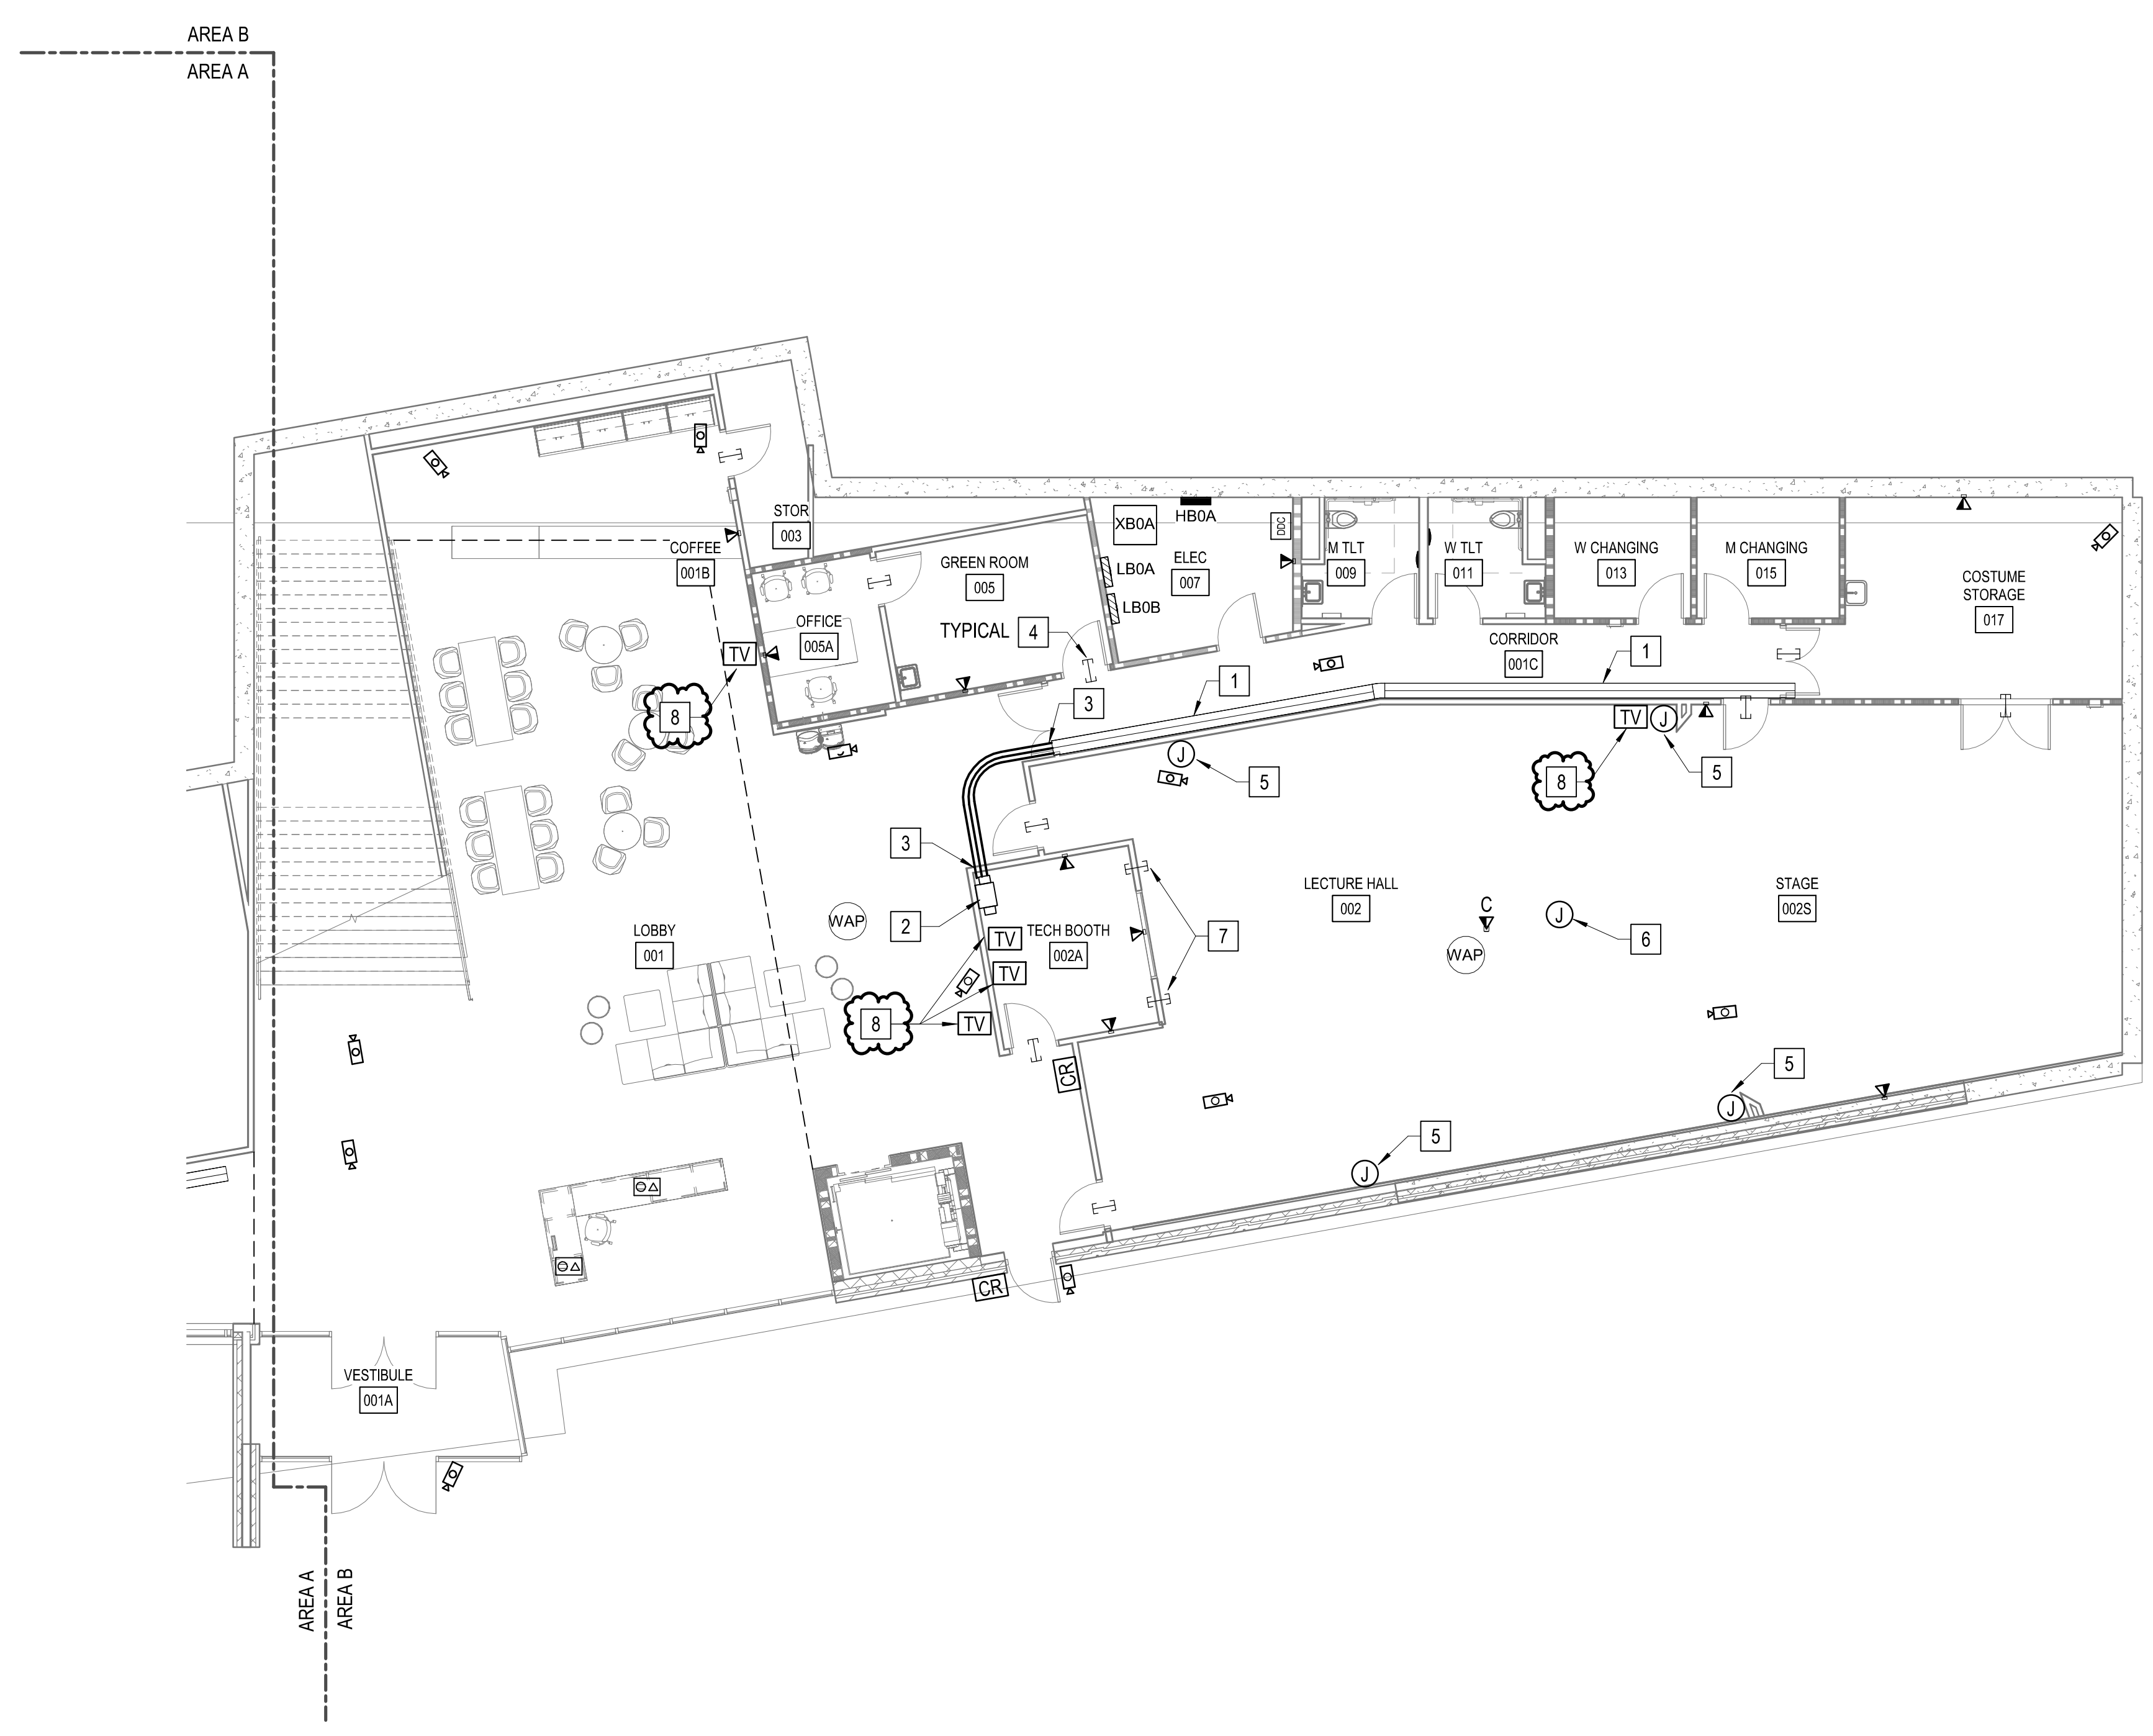 AREA B
AREA A
STOR
003
COFFEE
001B
XB0A
HB0A
DDC
LB0A
LB0B
ELEC
007
M TLT
009
W TLT
011
W CHANGING
013
M CHANGING
015
COSTUME
STORAGE
017
GREEN ROOM
005
TYPICAL
4
OFFICE
005A
TV
8
CORRIDOR
001C
1
1
3
TV
J
5
J
5
8
3
2
WAP
LOBBY
001
TV
TV
TV
8
TECH BOOTH
002A
7
LECTURE HALL
002
C
WAP
J
6
STAGE
002S
CR
5
J
5
J
CR
VESTIBULE
001A
AREA A
AREA B